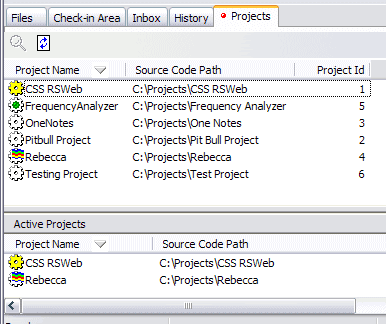 Files Check-in Area Inbox History Projects
Project Name Source Code Path Project Id
CSS RSWeb C:\Projects\CSS RSWeb 1
FrequencyAnalyzer C:\Projects\Frequency Analyzer 5
OneNotes C:\Projects\One Notes 3
Pitbull Project C:\Projects\Pit Bull Project 2
Rebecca C:\Projects\Rebecca 4
Testing Project C:\Projects\Test Project 6
Active Projects
Project Name Source Code Path
CSS RSWeb C:\Projects\CSS RSWeb
Rebecca C:\Projects\Rebecca